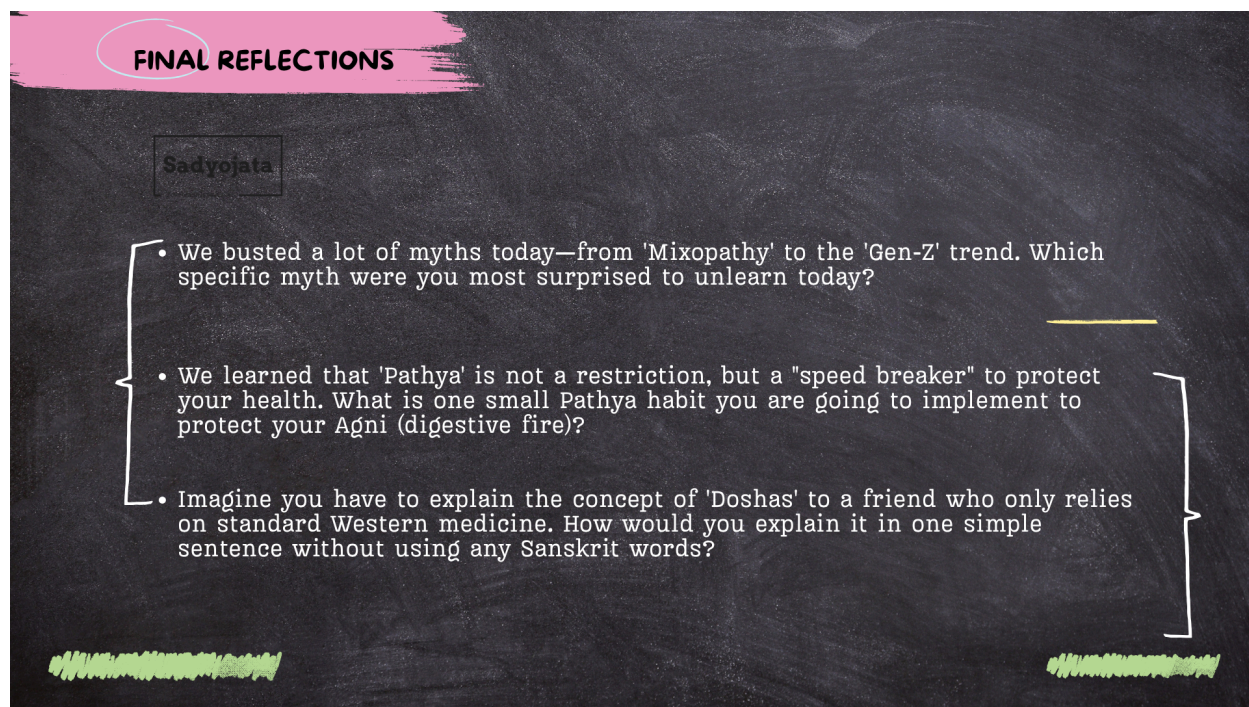 FINAL REFLECTIONS
Sadyojata
• We busted a lot of myths today—from 'Mixopathy' to the 'Gen-Z' trend. Which
specific myth were you most surprised to unlearn today?
• We learned that 'Pathya' is not a restriction, but a "speed breaker" to protect
your health. What is one small Pathya habit you are going to implement to
protect your Agni (digestive fire)?
• Imagine you have to explain the concept of 'Doshas' to a friend who only relies
on standard Western medicine. How would you explain it in one simple
sentence without using any Sanskrit words?